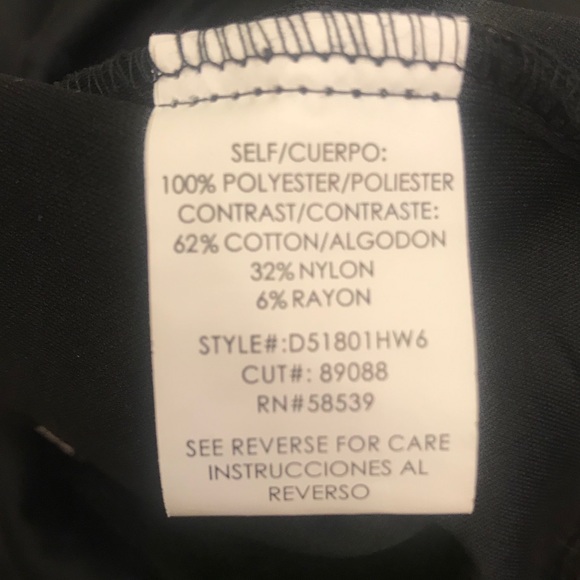 SELF/CUERPO:
100% POLYESTER/POLIESTER
CONTRAST/CONTRASTE:
62% COTTON/ALGODON
32% NYLON
6% RAYON
STYLE#:D51801HW6
CUT#: 89088
RN#58539
SEE REVERSE FOR CARE
INSTRUCCIONES AL
REVERSO